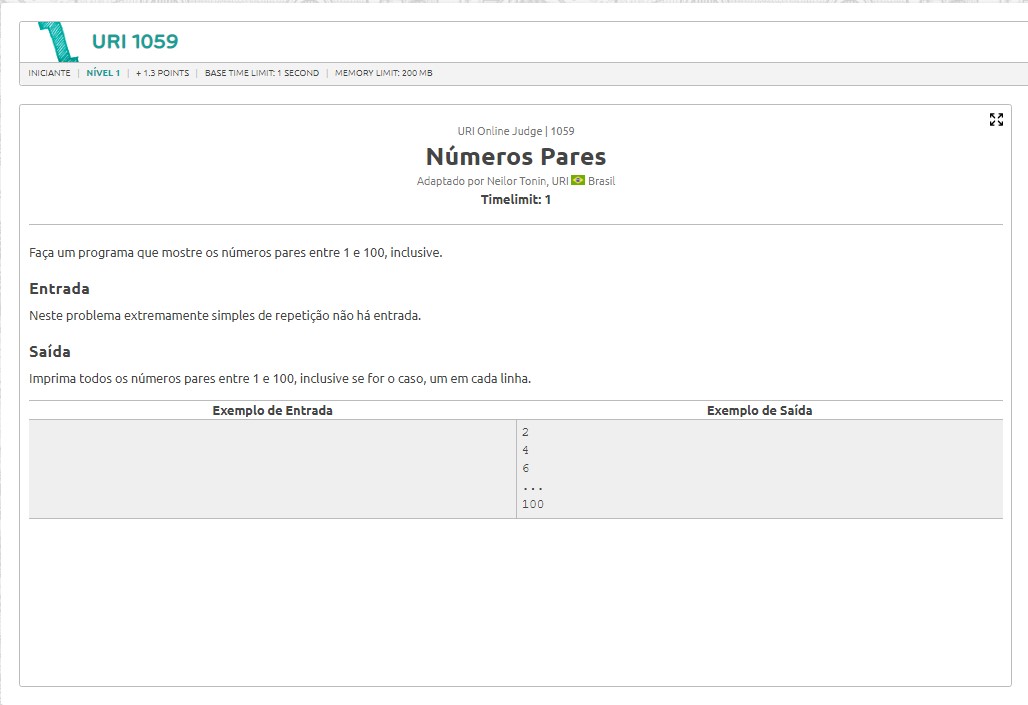 URI 1059
INICIANTE | NÍVEL 1 | + 1.3 POINTS | BASE TIME LIMIT: 1 SECOND | MEMORY LIMIT: 200 MB
URI Online Judge | 1059
Números Pares
Adaptado por Neilor Tonin, URI Brasil
Timelimit: 1
Faça um programa que mostre os números pares entre 1 e 100, inclusive.
Entrada
Neste problema extremamente simples de repetição não há entrada.
Saída
Imprima todos os números pares entre 1 e 100, inclusive se for o caso, um em cada linha.
Exemplo de Entrada Exemplo de Saída
2
4
6
...
100